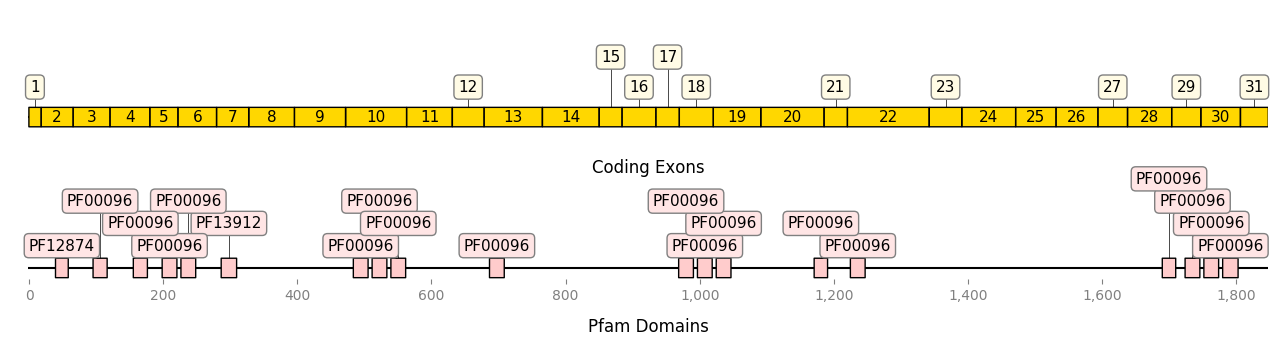 15 17
1 12 16 18 21 23 27 29 31
2 3 4 5 6 7 8 9 10 11 13 14 19 20 22 24 25 26 28 30
Coding Exons
PF00096
PF00096 PF00096 PF00096 PF00096 PF00096
PF00096 PF13912 PF00096 PF00096 PF00096 PF00096
PF12874 PF00096 PF00096 PF00096 PF00096 PF00096 PF00096
0 200 400 600 800 1,000 1,200 1,400 1,600 1,800
Pfam Domains